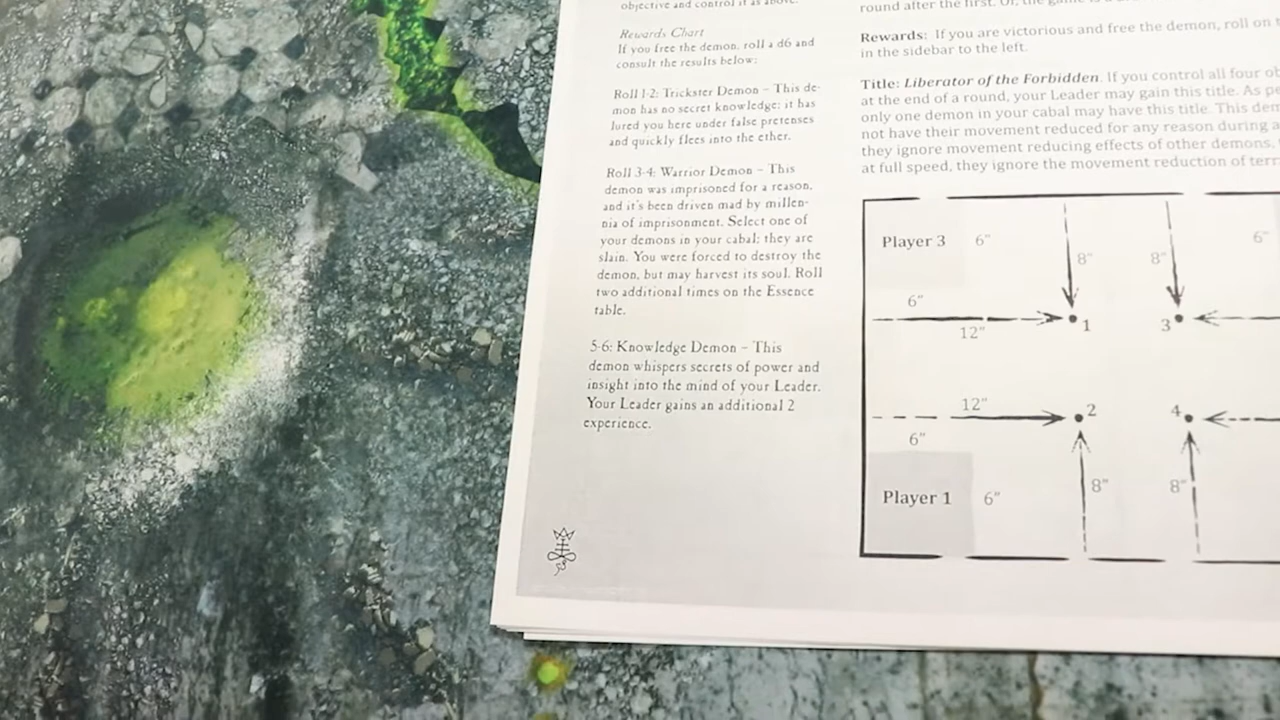 objective and control it as above.
Rewards Chart
If you free the demon, roll a d6 and
consult the results below:
Roll 1-2: Trickster Demon – This de-
mon has no secret knowledge; it has
lured you here under false pretenses
and quickly flees into the ether.
Roll 3-4: Warrior Demon – This
demon was imprisoned for a reason,
and it's been driven mad by millen-
nia of imprisonment. Select one of
your demons in your cabal; they are
slain. You were forced to destroy the
demon, but may harvest its soul. Roll
two additional times on the Essence
table.
5-6: Knowledge Demon – This
demon whispers secrets of power and
insight into the mind of your Leader.
Your Leader gains an additional 2
experience.
round after the first. Or, the game is a
Rewards: If you are victorious and free the demon, roll on
in the sidebar to the left.
Title: Liberator of the Forbidden. If you control all four
at the end of a round, your Leader may gain this title. As
only one demon in your cabal may have this title. This
not have their movement reduced for any reason during
they ignore movement reducing effects of other demons,
at full speed, they ignore the movement reduction of
Player 3 6" 8" 8" 6"
6"
12" 1 3
12" 2 4
6"
Player 1 6" 8" 8"